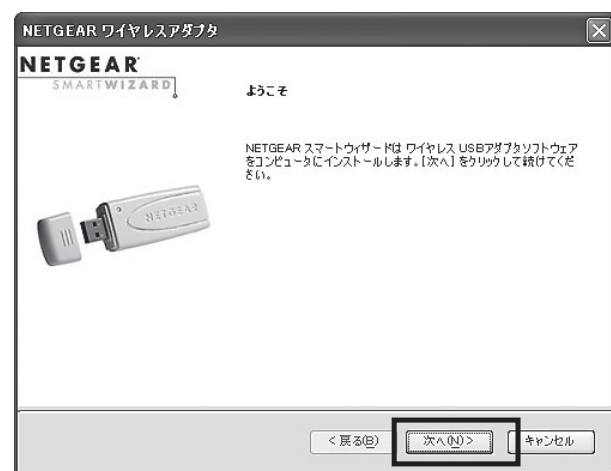 NETGEAR ワイヤレスアダプタ
NETGEAR
SMARTWIZARD
ようこそ
NETGEAR スマートウィザードは ワイヤレス USBアダプタソフトウェア
をコンピュータにインストールします。[次へ] をクリックして続けてくだ
さい。
NETGEAR
< 戻る(B)
次へ(N) >
キャンセル